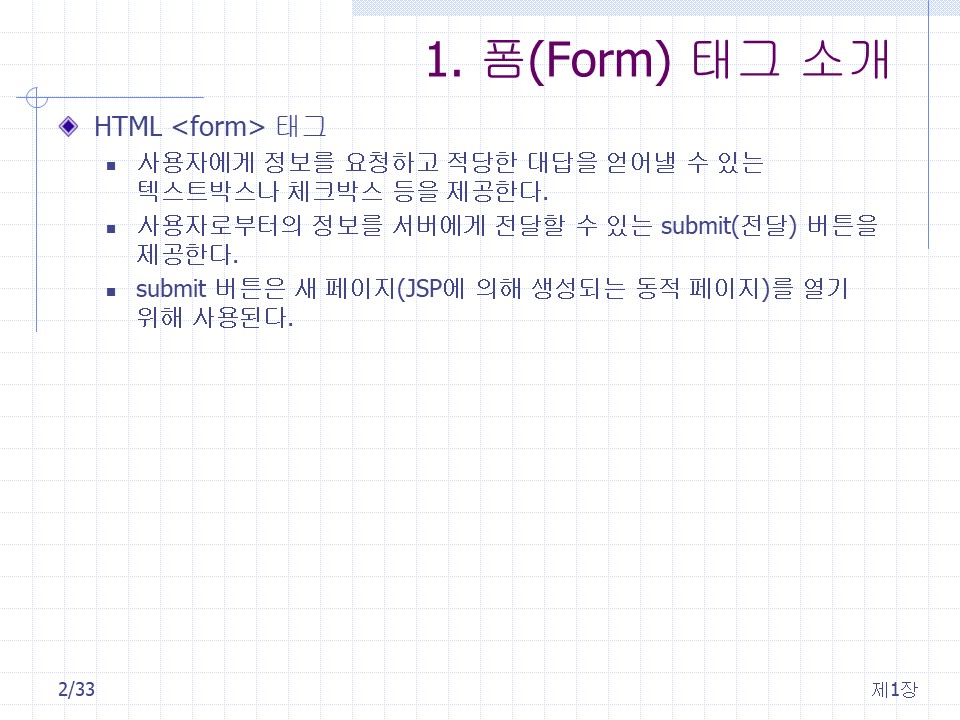 1. 폼(Form) 태그 소개
HTML <form> 태그
사용자에게 정보를 요청하고 적당한 대답을 얻어낼 수 있는
텍스트박스나 체크박스 등을 제공한다.
사용자로부터의 정보를 서버에게 전달할 수 있는 submit(전달) 버튼을
제공한다.
submit 버튼은 새 페이지(JSP에 의해 생성되는 동적 페이지)를 열기
위해 사용된다.
2/33
제1장